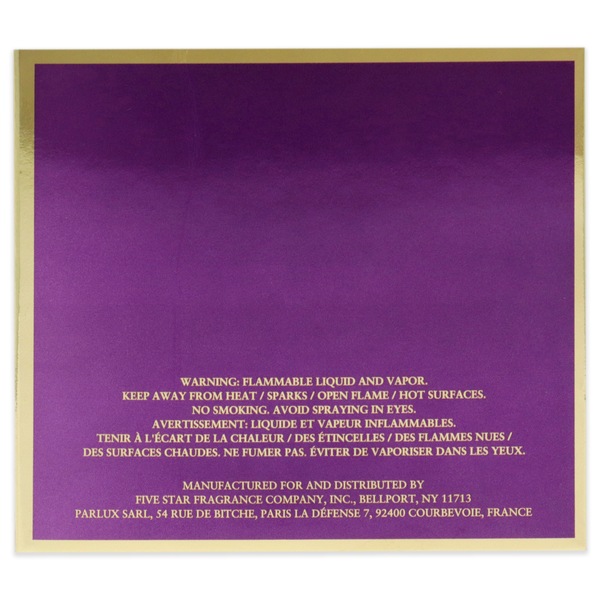 WARNING: FLAMMABLE LIQUID AND VAPOR.
KEEP AWAY FROM HEAT / SPARKS / OPEN FLAME / HOT SURFACES.
NO SMOKING. AVOID SPRAYING IN EYES.
AVERTISSEMENT: LIQUIDE ET VAPEUR INFLAMMABLES.
TENIR À L'ÉCART DE LA CHALEUR / DES ÉTINCELLES / DES FLAMMES NUES /
DES SURFACES CHAUDES. NE FUMER PAS. ÉVITER DE VAPORISER DANS LES YEUX.
MANUFACTURED FOR AND DISTRIBUTED BY
FIVE STAR FRAGRANCE COMPANY, INC., BELLPORT, NY 11713
PARLUX SARL, 54 RUE DE BITCHE, PARIS LA DÉFENSE 7, 92400 COURBEVOIE, FRANCE